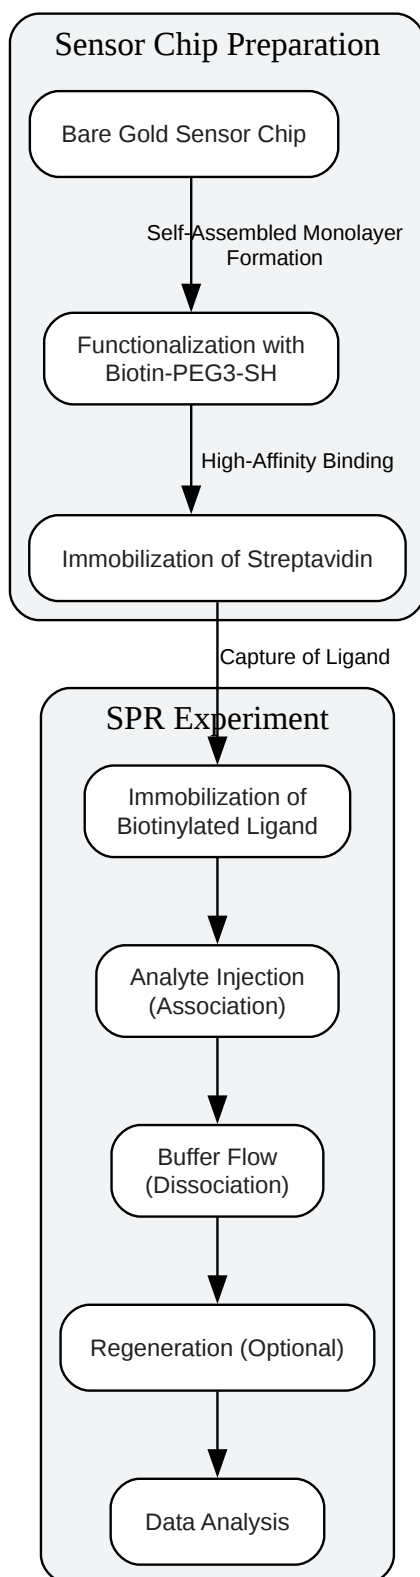 Sensor Chip Preparation
Bare Gold Sensor Chip
Self-Assembled Monolayer
Formation
Functionalization with
Biotin-PEG3-SH
High-Affinity Binding
Immobilization of Streptavidin
Capture of Ligand
SPR Experiment
Immobilization of
Biotinylated Ligand
Analyte Injection
(Association)
Buffer Flow
(Dissociation)
Regeneration (Optional)
Data Analysis